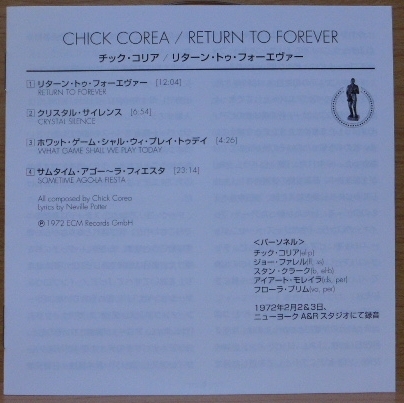 CHICK COREA / RETURN TO FOREVER
チック・コリア / リターン・トゥ・フォーエヴァー
1 リターン・トゥ・フォーエヴァー [12:04]
RETURN TO FOREVER
2 クリスタル・サイレンス [6:54]
CRYSTAL SILENCE
3 ホワット・ゲーム・シャル・ウィ・プレイ・トゥデイ [4:26]
WHAT GAME SHALL WE PLAY TODAY
4 サムタイム・アゴー〜ラ・フィエスタ [23:14]
SOMETIME AGO-LA FIESTA
All composed by Chick Corea
Lyrics by Neville Potter
℗ 1972 ECM Records GmbH
<パーソネル>
チック・コリア(el-p)
ジョー・ファレル(fl, ss)
スタン・クラーク(b, elb)
アイアート・モレイラ(ds, per)
フローラ・プリム(vo, per)
1972年2月2&3日、
ニューヨーク A&R スタジオにて録音